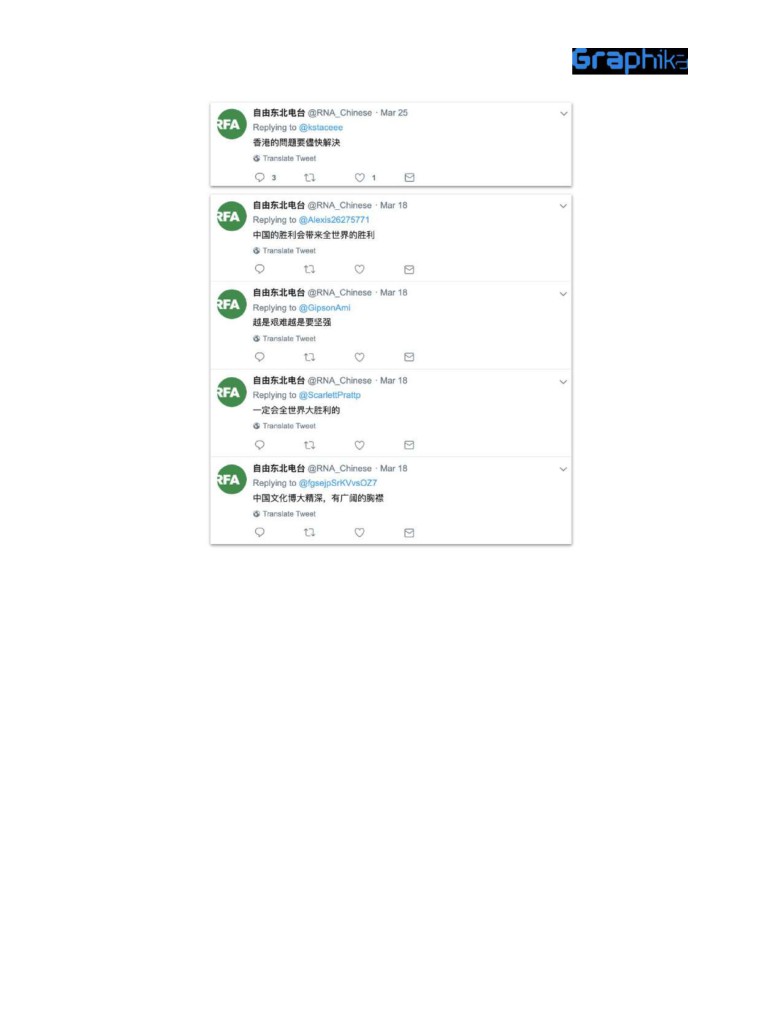 Graphika
RFA
自由东北电台 @RNA_Chinese · Mar 25
Replying to @kstaceee
香港的問題要儘快解決
Translate Tweet
3 1
RFA
自由东北电台 @RNA_Chinese · Mar 18
Replying to @Alexis26275771
中国的胜利会带来全世界的胜利
Translate Tweet
RFA
自由东北电台 @RNA_Chinese · Mar 18
Replying to @GipsonAmi
越是艰难越是要坚强
Translate Tweet
RFA
自由东北电台 @RNA_Chinese · Mar 18
Replying to @ScarlettPrattp
一定会全世界大胜利的
Translate Tweet
RFA
自由东北电台 @RNA_Chinese · Mar 18
Replying to @fgsejpSrKVvsOZ7
中国文化博大精深，有广阔的胸襟
Translate Tweet